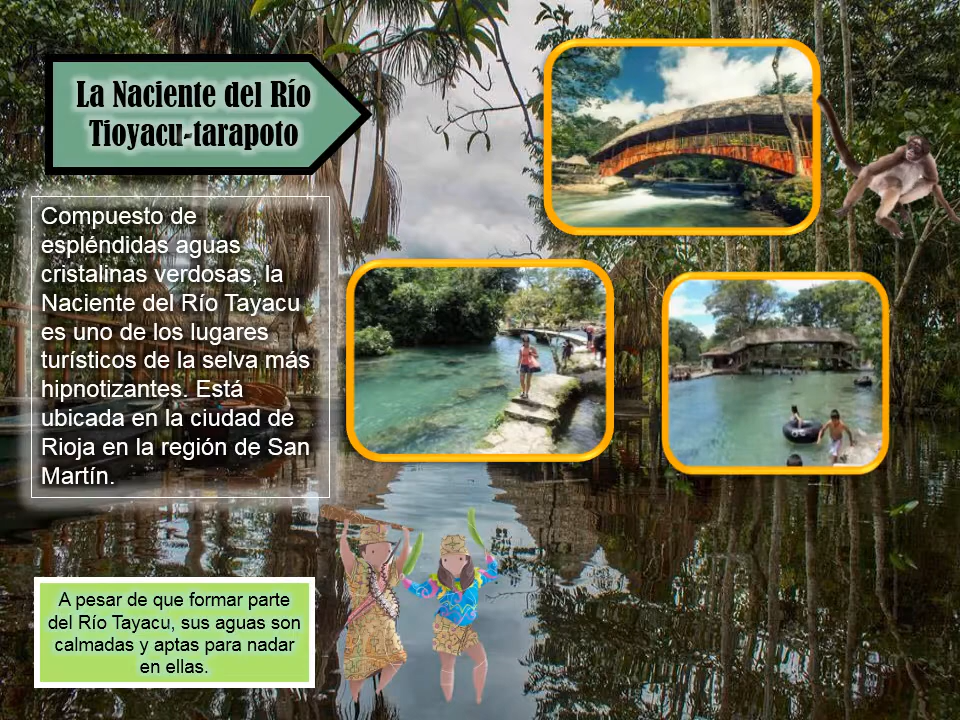 La Naciente del Río
Tioyacu-tarapoto
Compuesto de
espléndidas aguas
cristalinas verdosas, la
Naciente del Río Tayacu
es uno de los lugares
turísticos de la selva más
hipnotizantes. Está
ubicada en la ciudad de
Rioja en la región de San
Martín.
A pesar de que formar parte
del Río Tayacu, sus aguas son
calmadas y aptas para nadar
en ellas.